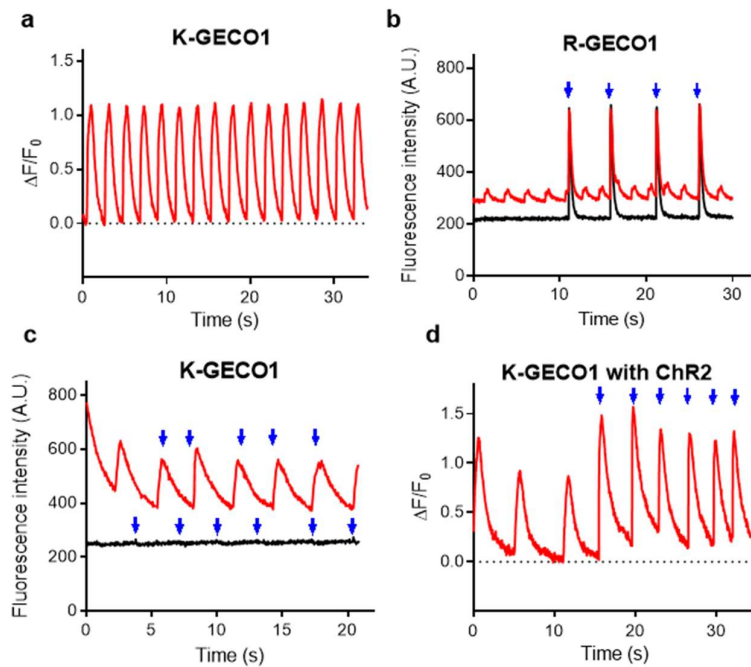 a
K-GECO1
ΔF/F0
1.5
1.0
0.5
0.0
0 10 20 30
Time (s)
b
R-GECO1
Fluorescence intensity (A.U.)
800
600
400
200
0
0 10 20 30
Time (s)
c
K-GECO1
Fluorescence intensity (A.U.)
800
600
400
200
0
0 5 10 15 20
Time (s)
d
K-GECO1 with ChR2
ΔF/F0
1.5
1.0
0.5
0.0
0 10 20 30
Time (s)